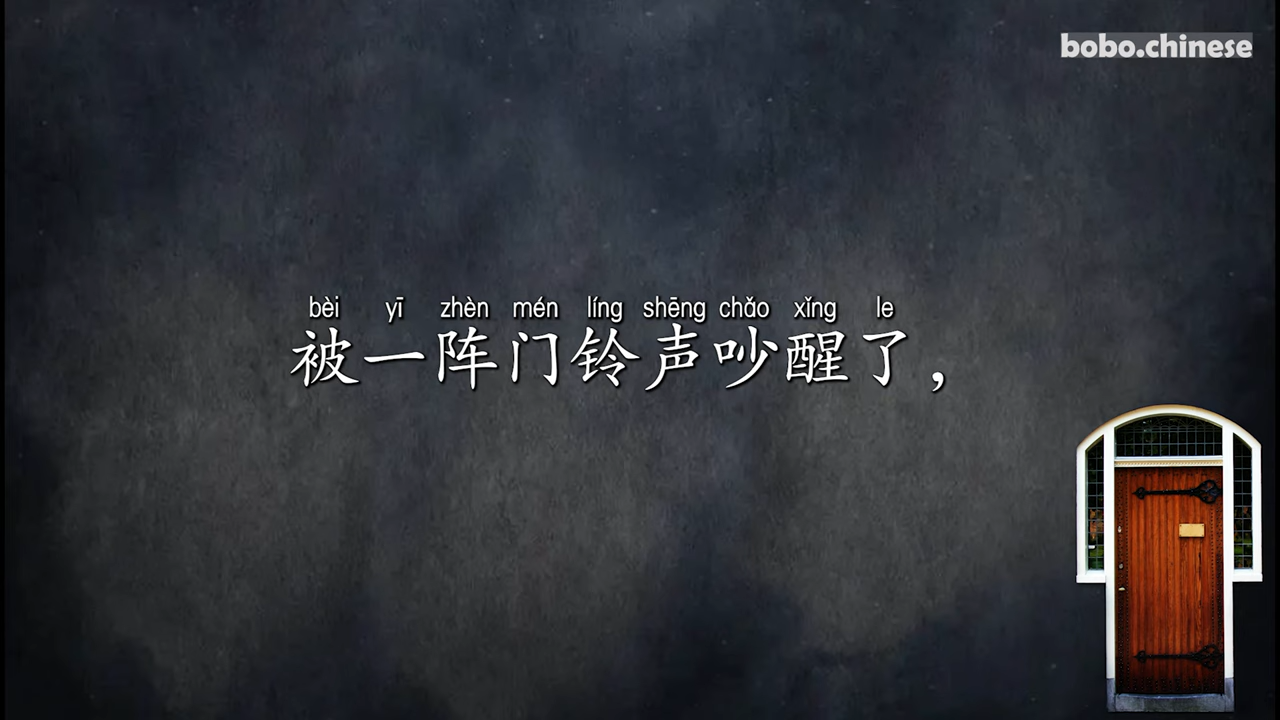 bobo.chinese
bèi yī zhèn mén líng shēng chǎo xǐng le
被一阵门铃声吵醒了，